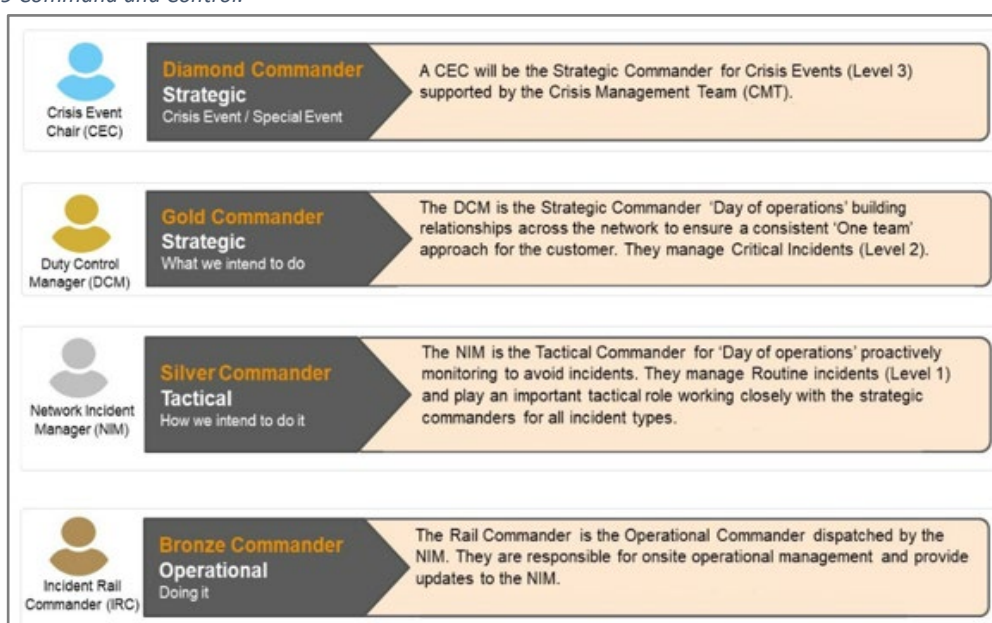 Command and Control.
Crisis Event
Chair (CEC)
Diamond Commander
Strategic
Crisis Event / Special Event
A CEC will be the Strategic Commander for Crisis Events (Level 3)
supported by the Crisis Management Team (CMT).
Duty Control
Manager (DCM)
Gold Commander
Strategic
What we intend to do
The DCM is the Strategic Commander ‘Day of operations’ building
relationships across the network to ensure a consistent ‘One team’
approach for the customer. They manage Critical Incidents (Level 2).
Network Incident
Manager (NIM)
Silver Commander
Tactical
How we intend to do it
The NIM is the Tactical Commander for ‘Day of operations’ proactively
monitoring to avoid incidents. They manage Routine incidents (Level 1)
and play an important tactical role working closely with the strategic
commanders for all incident types.
Incident Rail
Commander (IRC)
Bronze Commander
Operational
Doing it
The Rail Commander is the Operational Commander dispatched by the
NIM. They are responsible for onsite operational management and provide
updates to the NIM.